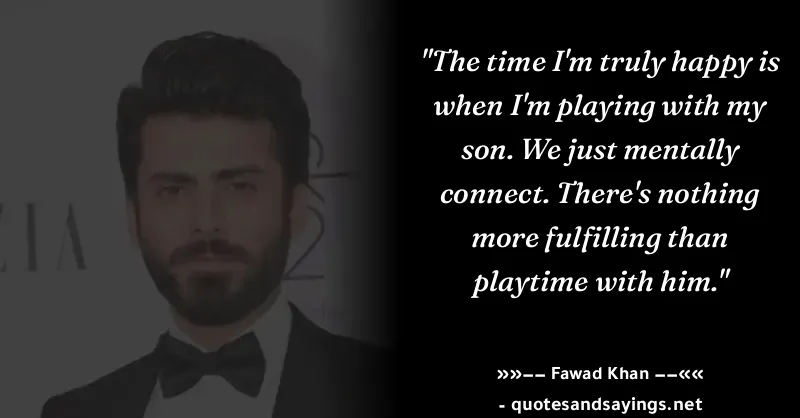 "The time I'm truly happy is
when I'm playing with my
son. We just mentally
connect. There's nothing
more fulfilling than
playtime with him."
»»−− Fawad Khan −−««
- quotesandsayings.net